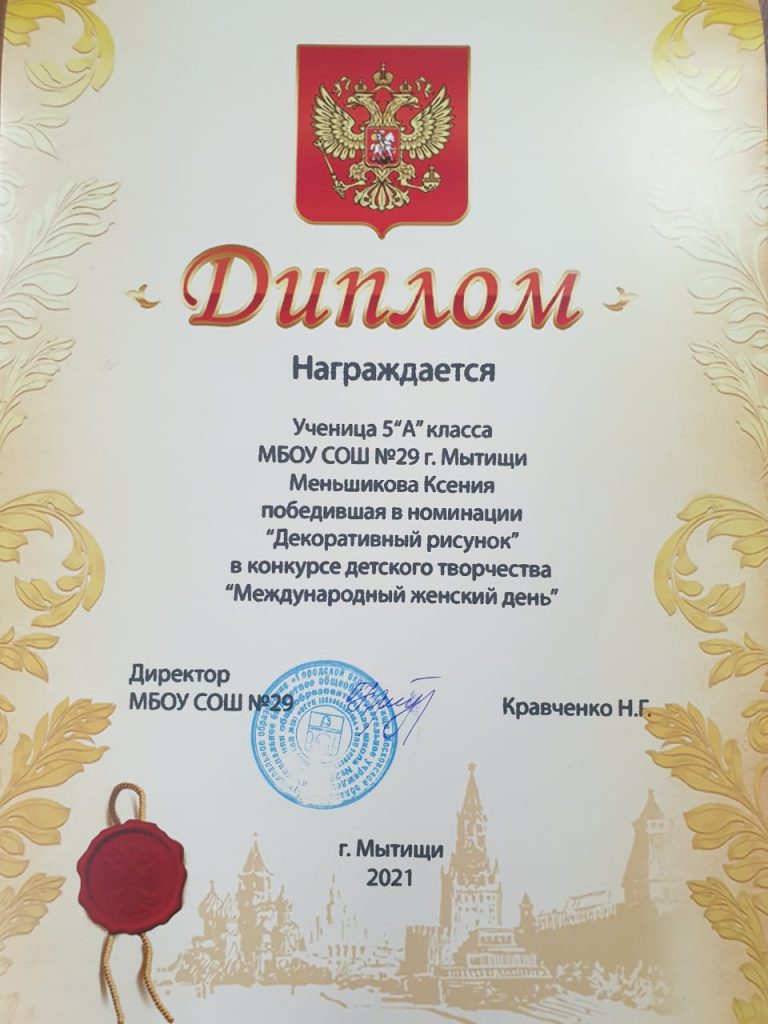 Диплом
Награждается
Ученица 5“А” класса
МБОУ СОШ №29 г. Мытищи
Меньшикова Ксения
победившая в номинации
“Декоративный рисунок”
в конкурсе детского творчества
“Международный женский день”
Директор
МБОУ СОШ №29
Кравченко Н.Г.
г. Мытищи
2021